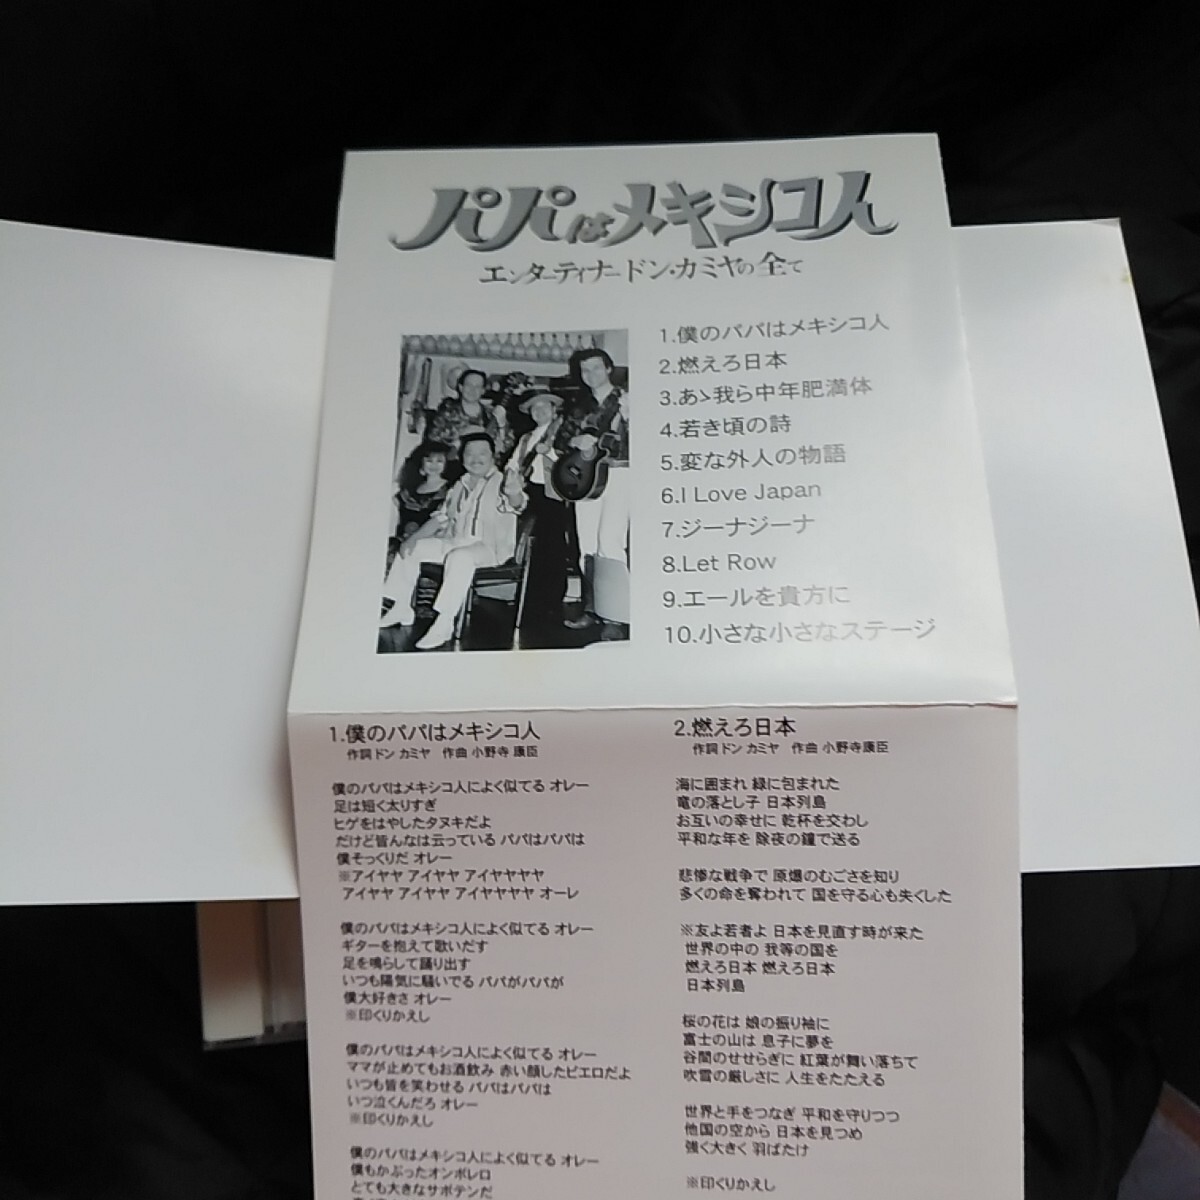 パパはメキシコ人
エンターティナードン・カミヤの全て
1.僕のパパはメキシコ人
2.燃えろ日本
3.あゝ我ら中年肥満体
4.若き頃の詩
5.変な外人の物語
6.I Love Japan
7.ジーナジーナ
8.Let Row
9.エールを貴方に
10.小さな小さなステージ
1.僕のパパはメキシコ人
作詞 ドン カミヤ 作曲 小野寺 康臣
僕のパパはメキシコ人によく似てる オレー
足は短く太りすぎ
ヒゲをはやしたタヌキだよ
だけど皆んなは云っている パパはパパは
僕そっくりだ オレー
※アイヤヤ アイヤヤ アイヤヤヤヤ
アイヤヤ アイヤヤ アイヤヤヤヤ オーレ
僕のパパはメキシコ人によく似てる オレー
ギターを抱えて歌いだす
足を鳴らして踊り出す
いつも陽気に騒いでる パパがパパが
僕大好きさ オレー
※印くりかえし
僕のパパはメキシコ人によく似てる オレー
ママが止めてもお酒飲み 赤い顔したピエロだよ
いつも皆を笑わせる パパはパパは
いつ泣くんだろ オレー
※印くりかえし
僕のパパはメキシコ人によく似てる オレー
僕もかぶったオンボレロ
とても大きなサボテンだ
2.燃えろ日本
作詞 ドン カミヤ 作曲 小野寺康臣
海に囲まれ 緑に包まれた
竜の落とし子 日本列島
お互いの幸せに 乾杯を交わし
平和な年を 除夜の鐘で送る
悲惨な戦争で 原爆のむごさを知り
多くの命を奪われて 国を守る心も失くした
※友よ若者よ 日本を見直す時が来た
世界の中の 我等の国を
燃えろ日本 燃えろ日本
日本列島
桜の花は 娘の振り袖に
富士の山は 息子に夢を
谷間のせせらぎに 紅葉が舞い落ちて
吹雪の厳しさに 人生をたたえる
世界と手をつなぎ 平和を守りつつ
他国の空から 日本を見つめ
強く大きく 羽ばたけ
※印くりかえし